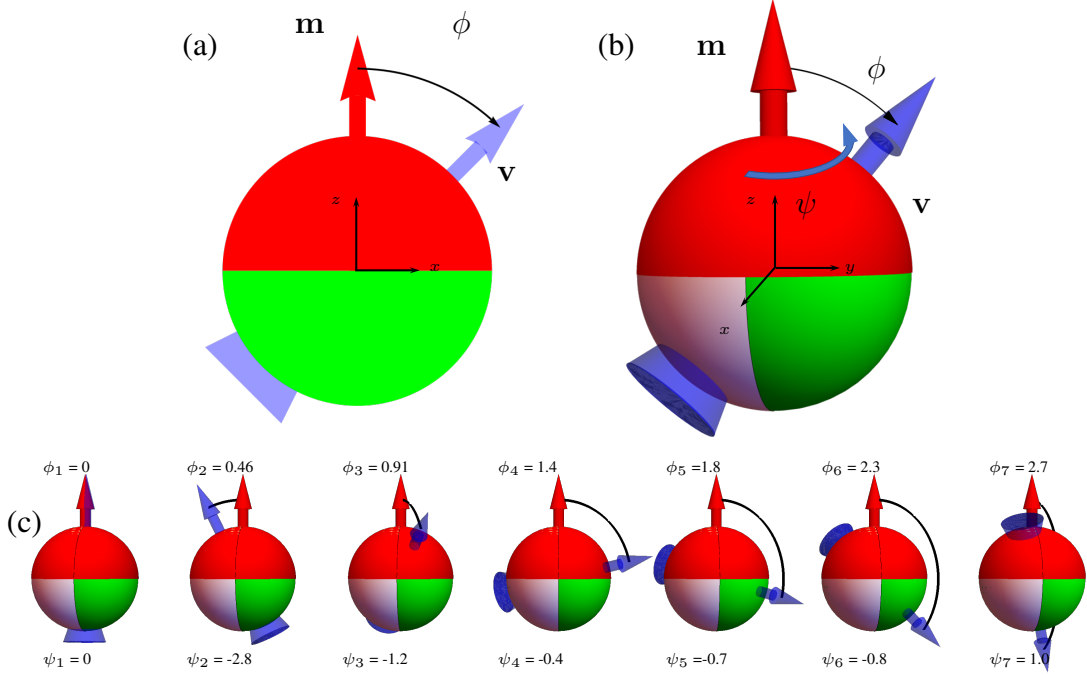 (a)
m
ϕ
v
z
x
(b)
m
ϕ
v
ψ
z
y
x
(c)
ϕ1 = 0
ϕ2 = 0.46
ϕ3 = 0.91
ϕ4 = 1.4
ϕ5 = 1.8
ϕ6 = 2.3
ϕ7 = 2.7
ψ1 = 0
ψ2 = -2.8
ψ3 = -1.2
ψ4 = -0.4
ψ5 = -0.7
ψ6 = -0.8
ψ7 = 1.0